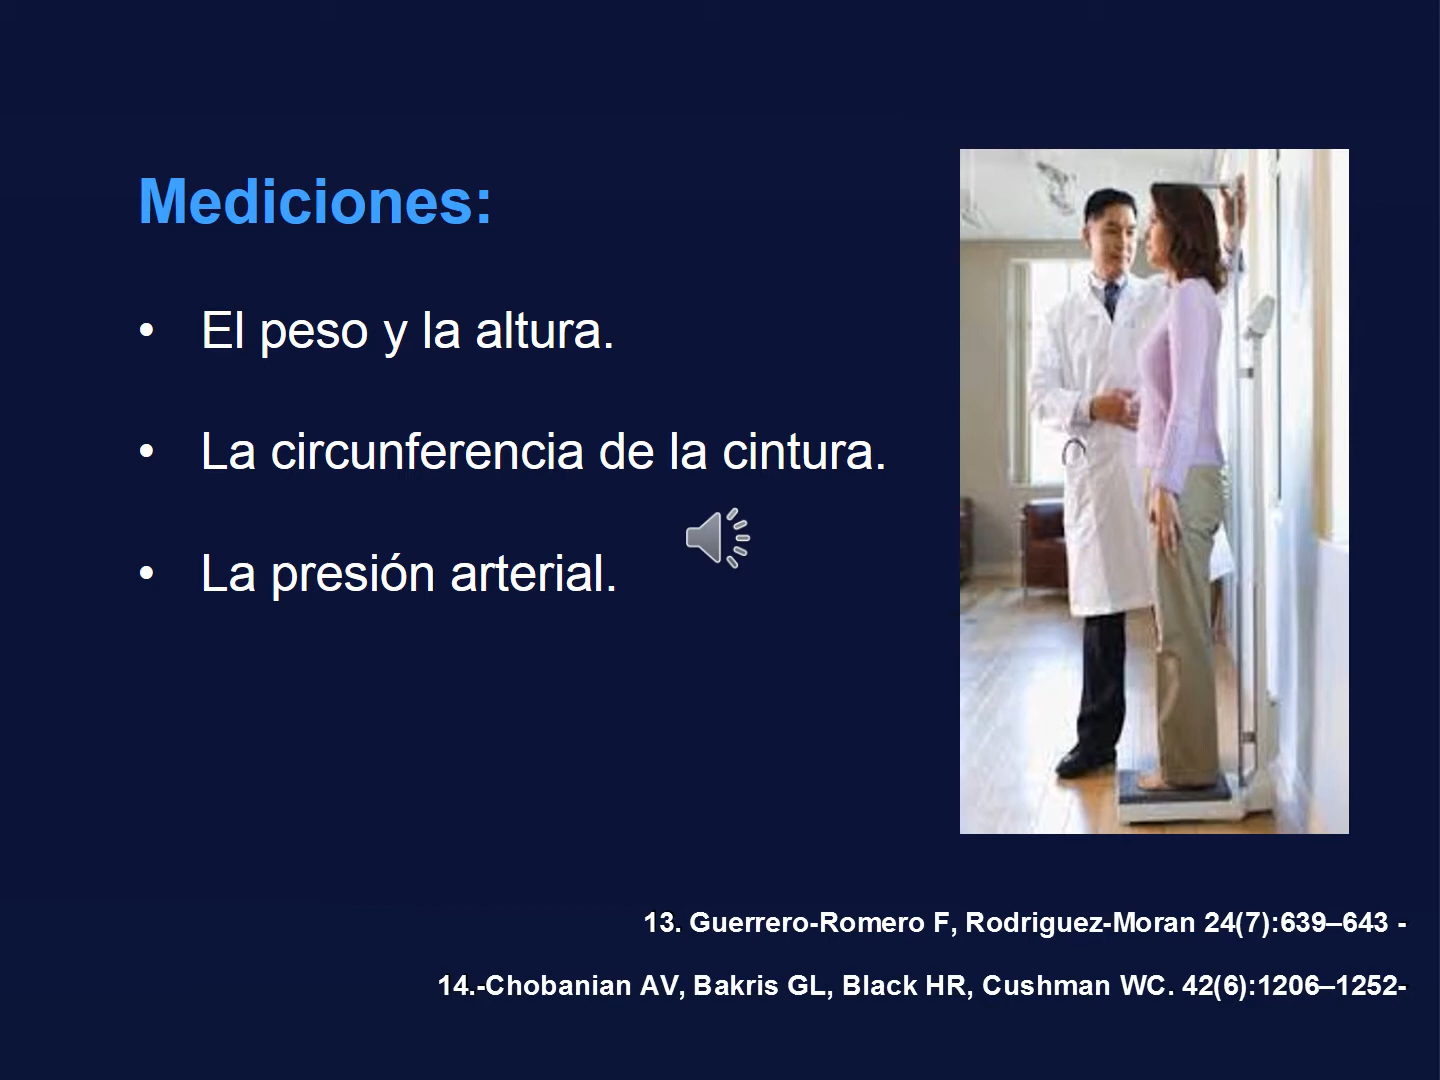 Mediciones:
• El peso y la altura.
• La circunferencia de la cintura.
• La presión arterial.
13. Guerrero-Romero F, Rodriguez-Moran 24(7):639–643 -
14.-Chobanian AV, Bakris GL, Black HR, Cushman WC. 42(6):1206–1252-